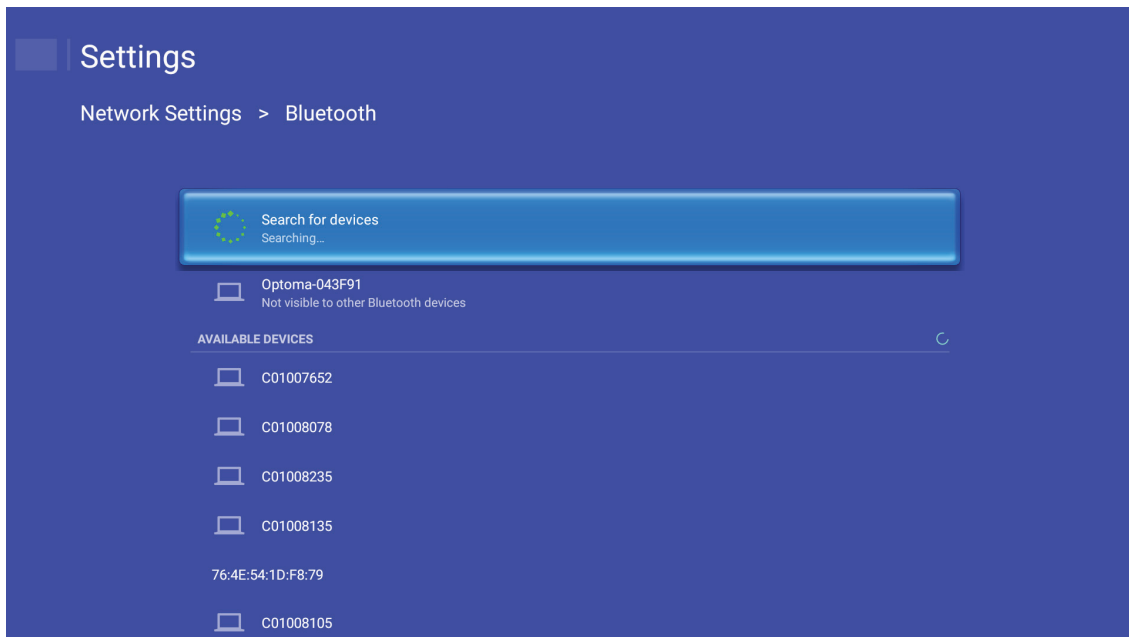 Settings
Network Settings > Bluetooth
Search for devices
Searching...
Optoma-043F91
Not visible to other Bluetooth devices
AVAILABLE DEVICES
C01007652
C01008078
C01008235
C01008135
76:4E:54:1D:F8:79
C01008105